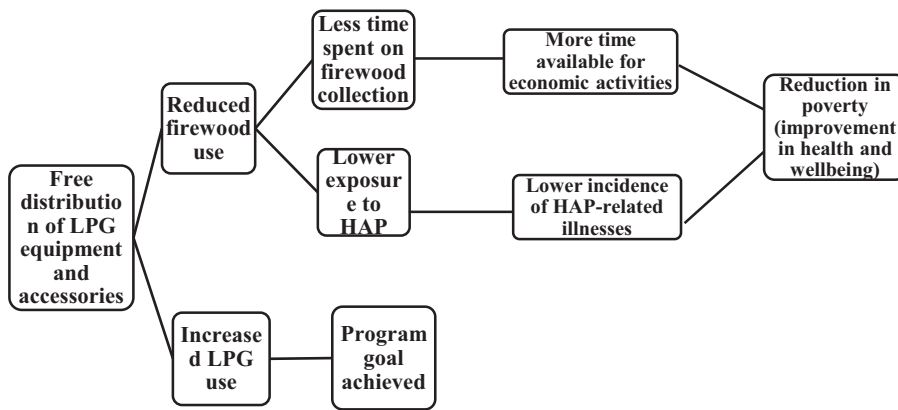 Less time
spent on
firewood
collection
More time
available for
economic activities
Reduction in
poverty
(improvement
in health and
wellbeing)
Reduced
firewood
use
Lower
exposur
e to
HAP
Lower incidence
of HAP-related
illnesses
Free
distributio
n of LPG
equipment
and
accessories
Increase
d LPG
use
Program
goal
achieved